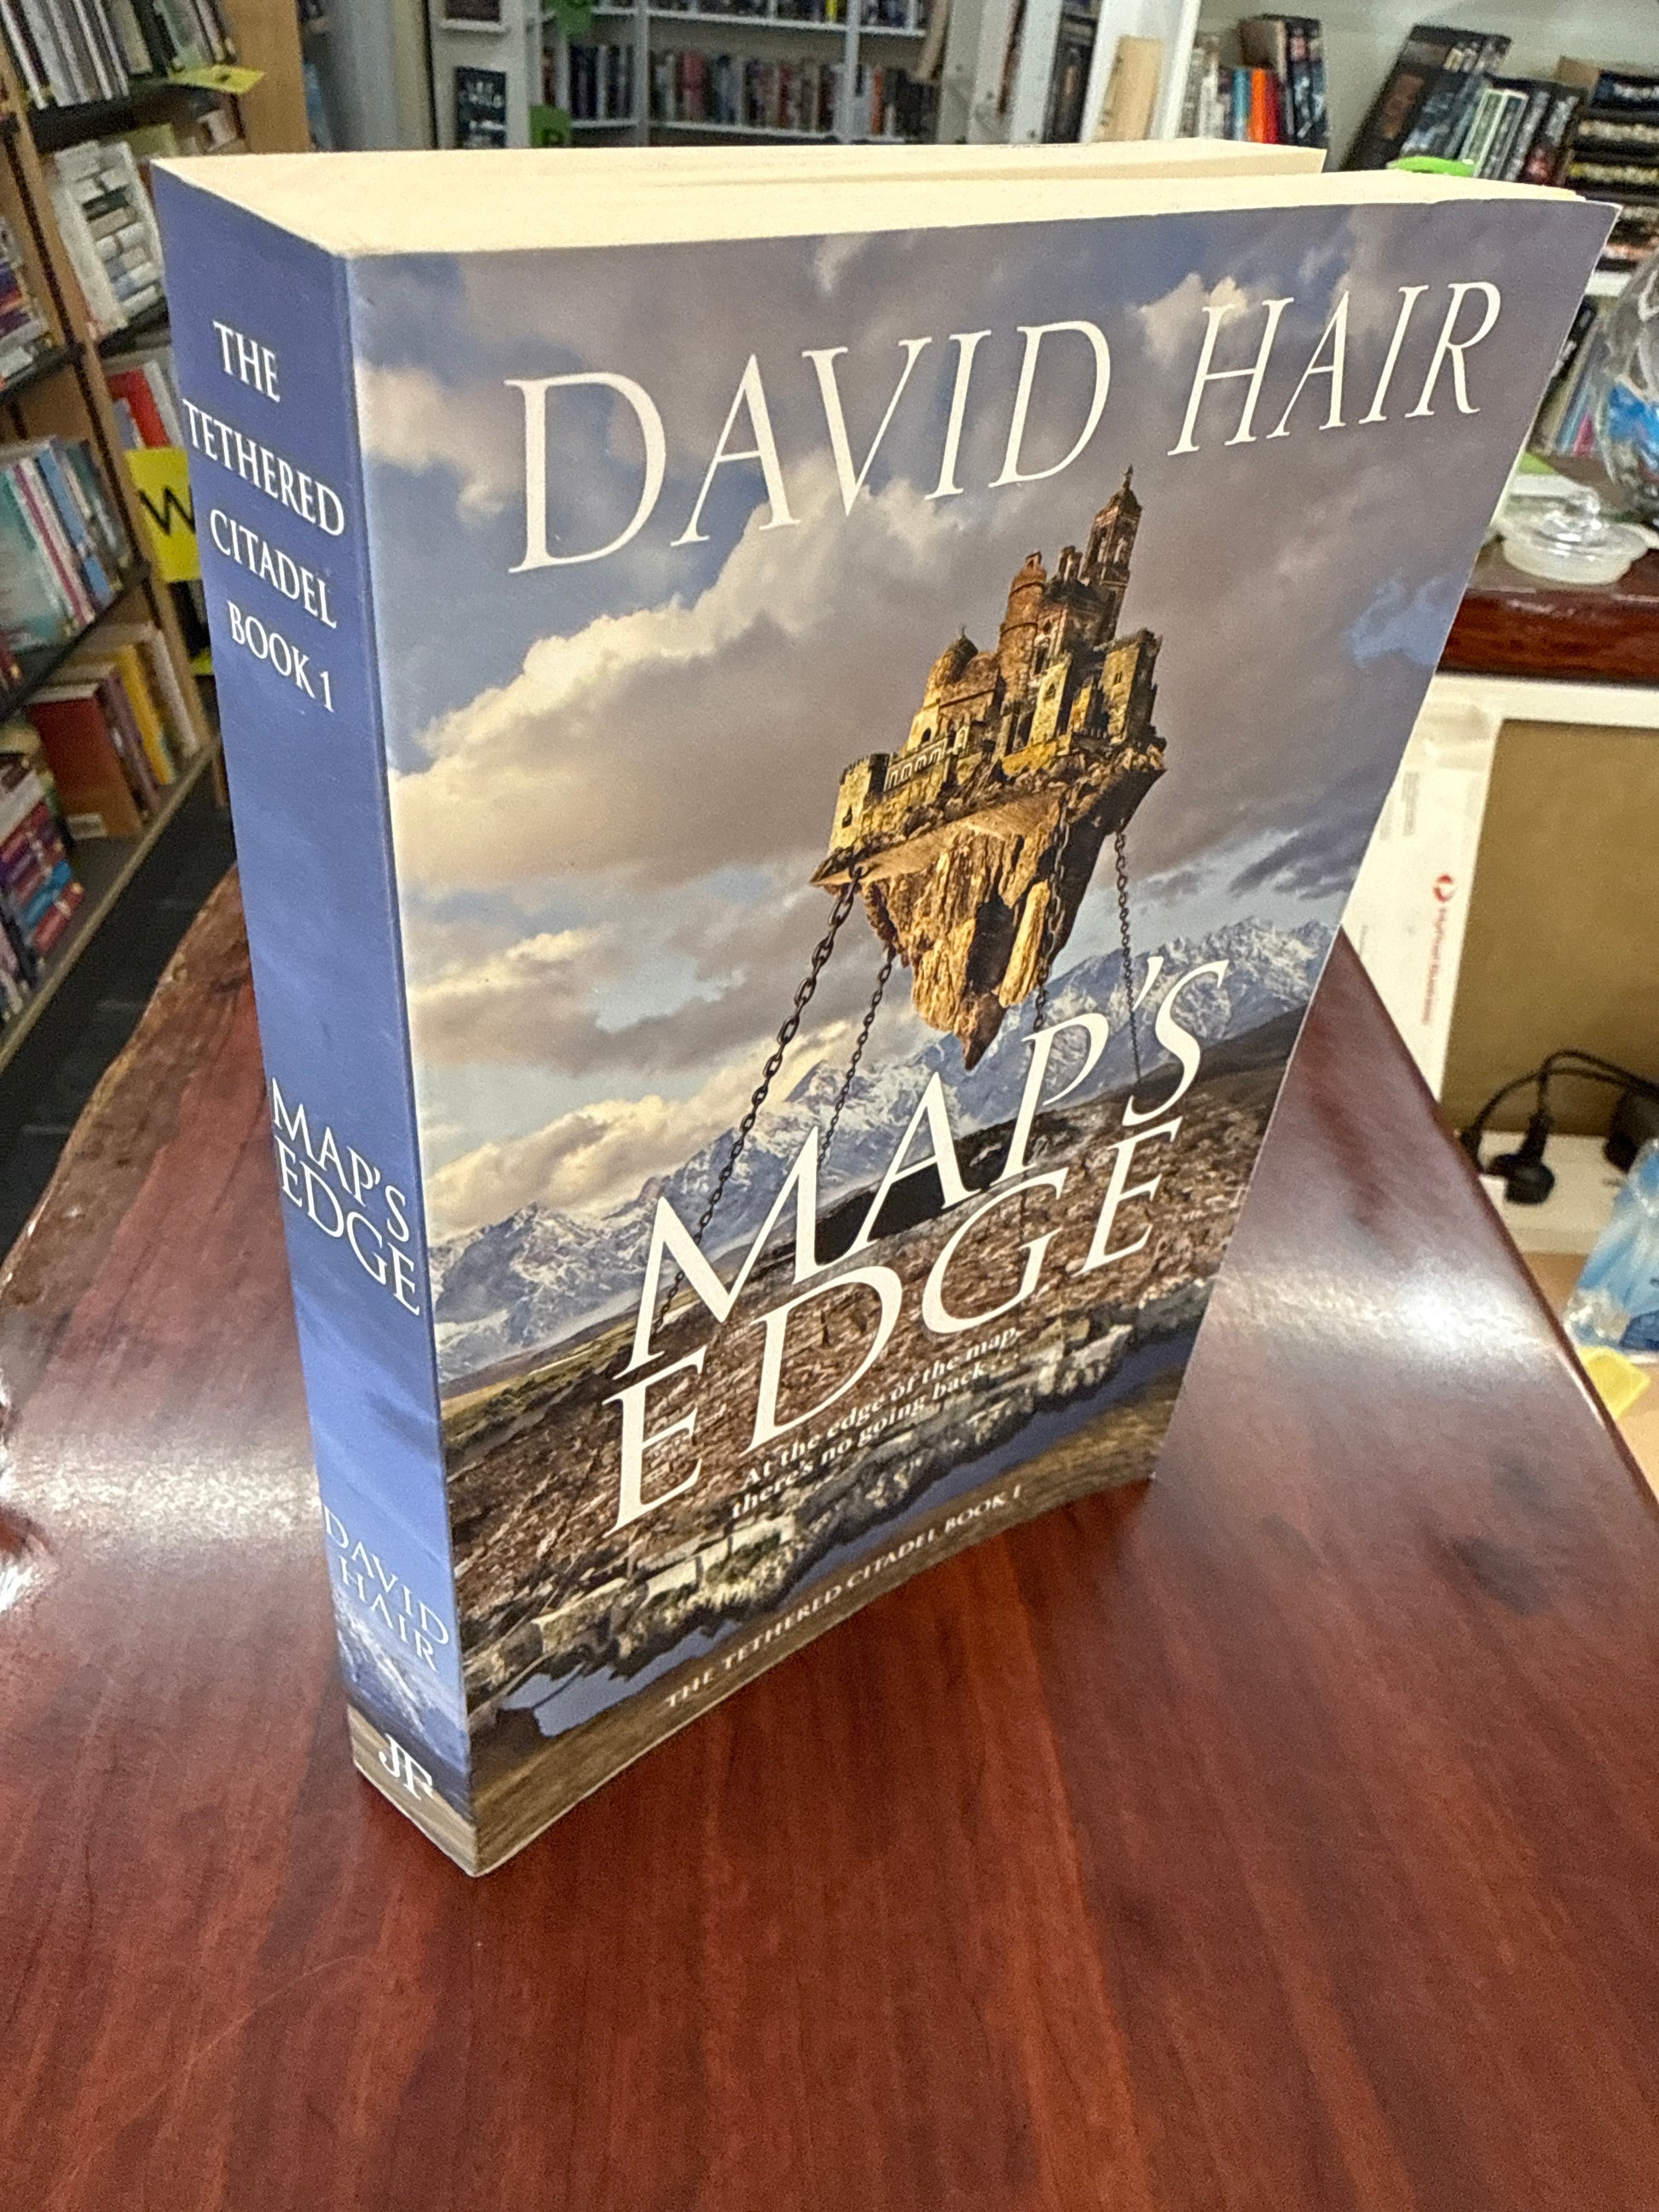 THE
TETHERED
CITADEL
BOOK 1
MAP'S
EDGE
DAVID
HAIR
JF
DAVID HAIR
MAP'S
EDGE
At the edge of the map,
there's no going back . . .
THE TETHERED CITADEL BOOK 1
W